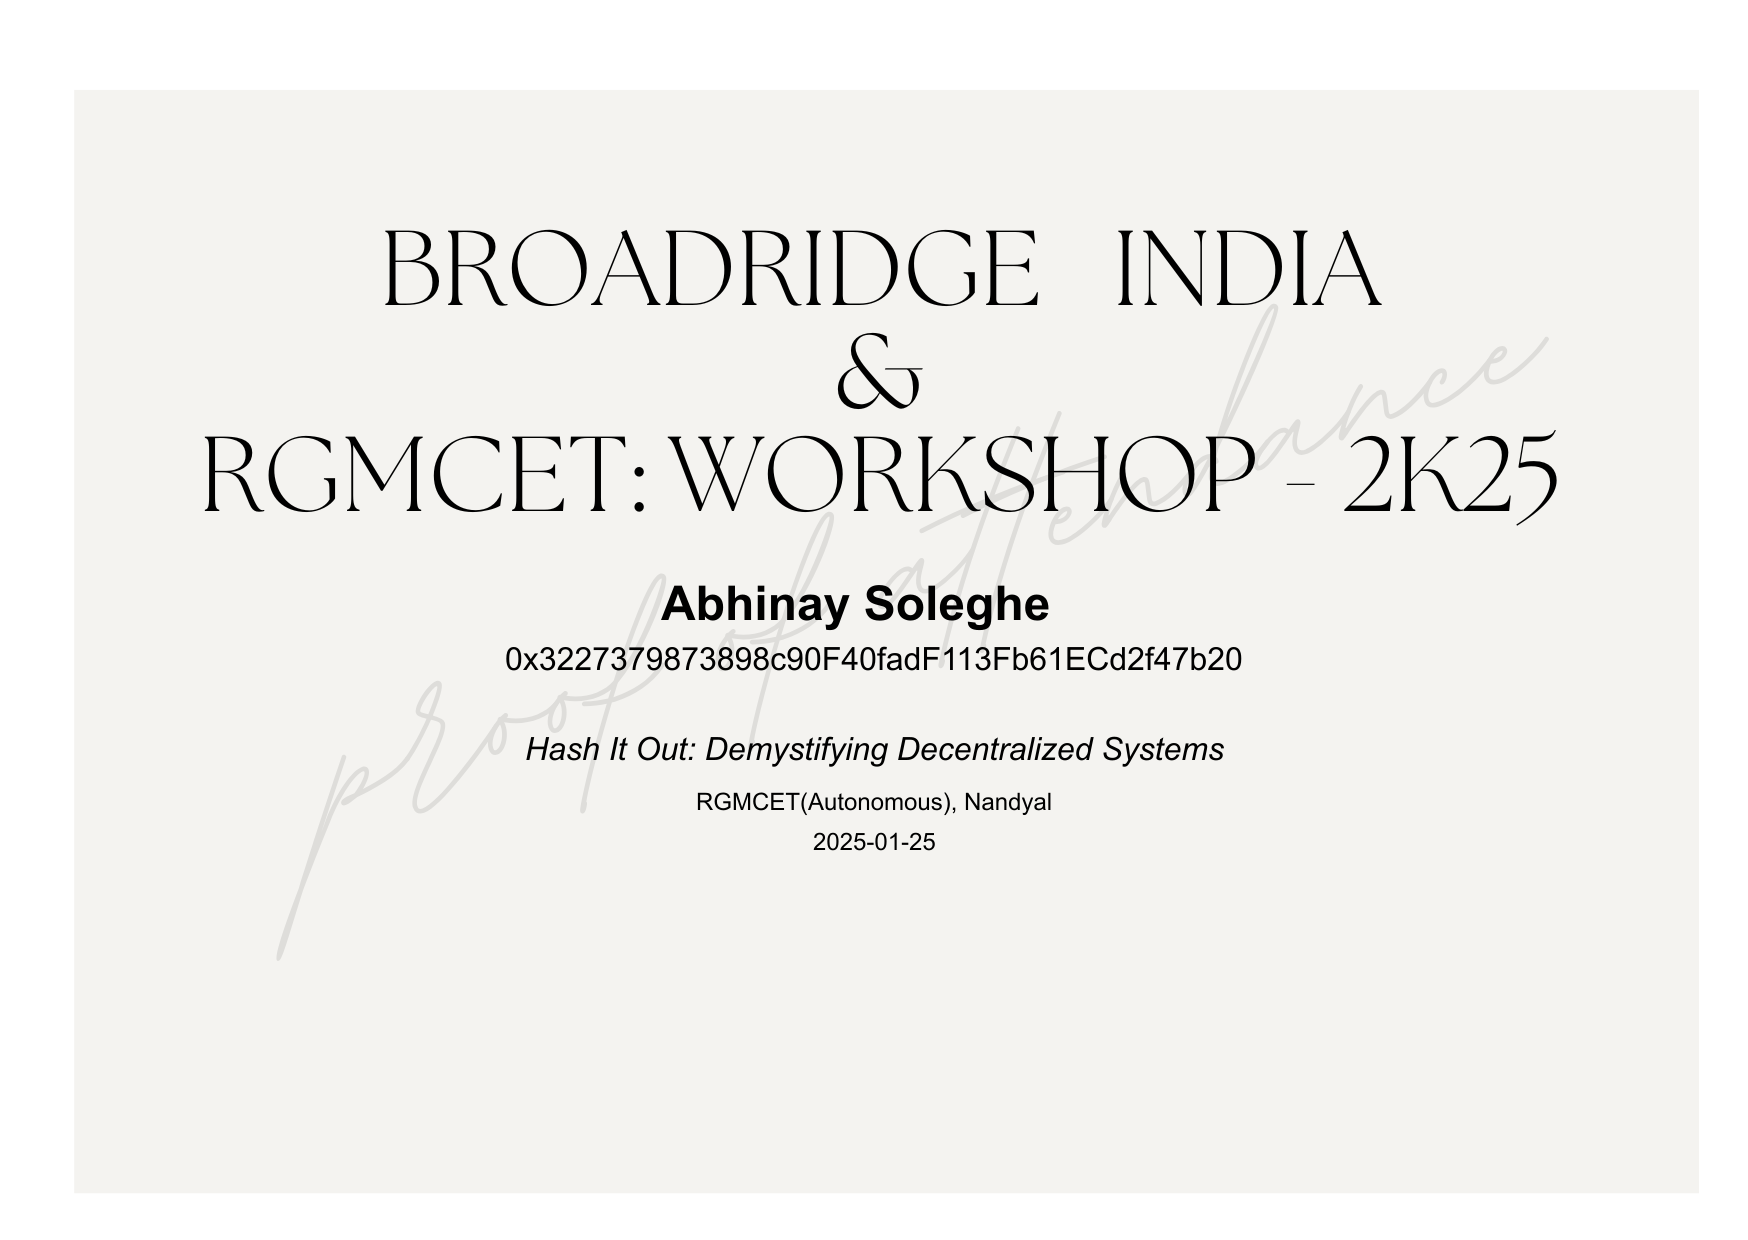 BROADRIDGE INDIA
&
RGMCET: WORKSHOP - 2K25
proof of attendance
Abhinay Soleghe
0x3227379873898c90F40fadF113Fb61ECd2f47b20
Hash It Out: Demystifying Decentralized Systems
RGMCET(Autonomous), Nandyal
2025-01-25